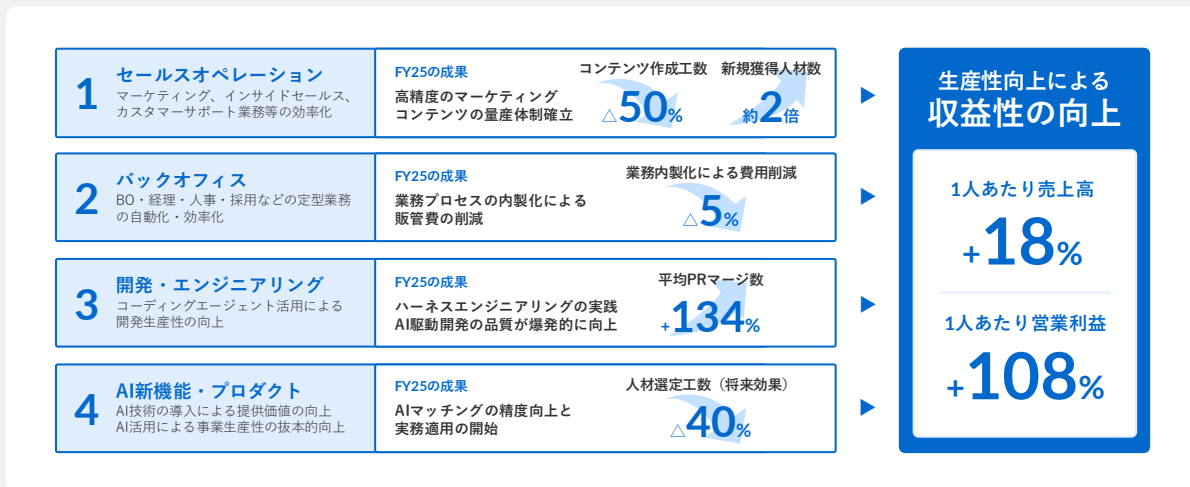 1
セールスオペレーション
マーケティング、インサイドセールス、
カスタマーサポート業務等の効率化
FY25の成果
高精度のマーケティング
コンテンツの量産体制確立
コンテンツ作成工数
△50%
新規獲得人材数
約2倍
2
バックオフィス
BO・経理・人事・採用などの定型業務
の自動化・効率化
FY25の成果
業務プロセスの内製化による
販管費の削減
業務内製化による費用削減
△5%
3
開発・エンジニアリング
コーディングエージェント活用による
開発生産性の向上
FY25の成果
ハーネスエンジニアリングの実践
AI駆動開発の品質が爆発的に向上
平均PRマージ数
+134%
4
AI新機能・プロダクト
AI技術の導入による提供価値の向上
AI活用による事業生産性の抜本的向上
FY25の成果
AIマッチングの精度向上と
実務適用の開始
人材選定工数（将来効果）
△40%
生産性向上による
収益性の向上
1人あたり売上高
+18%
1人あたり営業利益
+108%